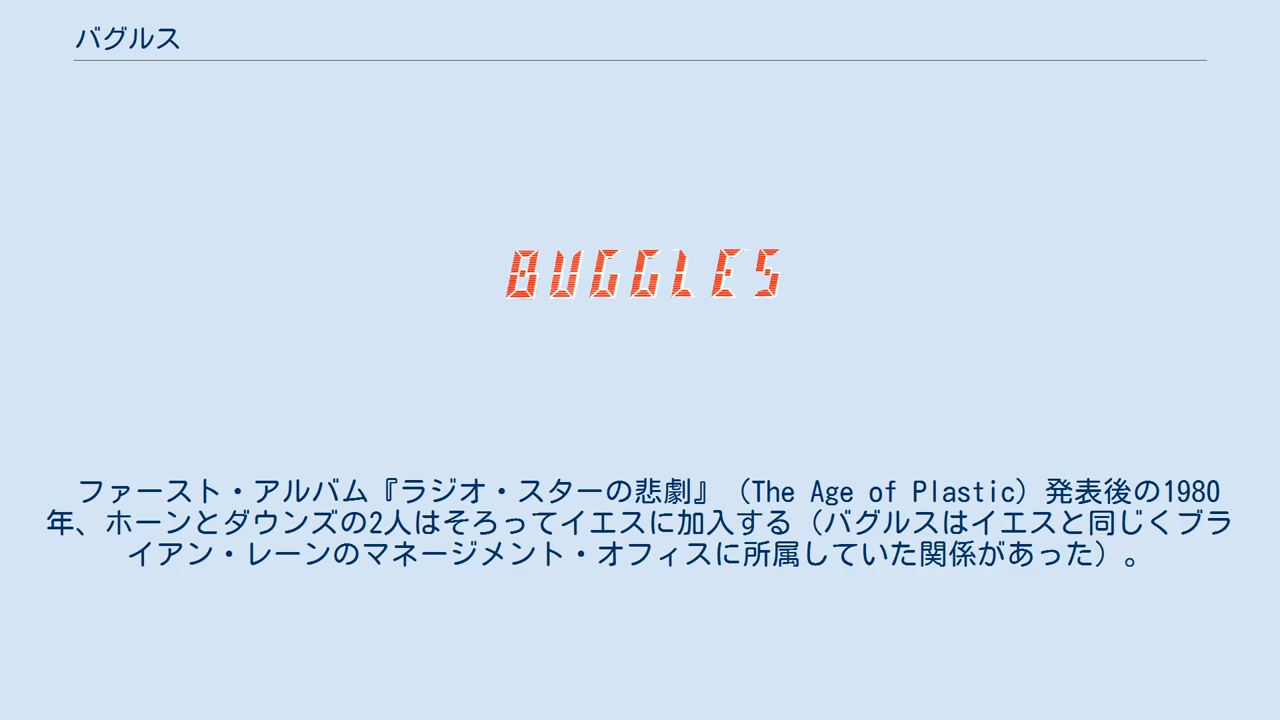 バグルス
BUGGLES
ファースト・アルバム『ラジオ・スターの悲劇』（The Age of Plastic）発表後の1980
年、ホーンとダウンズの2人はそろってイエスに加入する（バグルスはイエスと同じくブラ
イアン・レーンのマネージメント・オフィスに所属していた関係があった）。